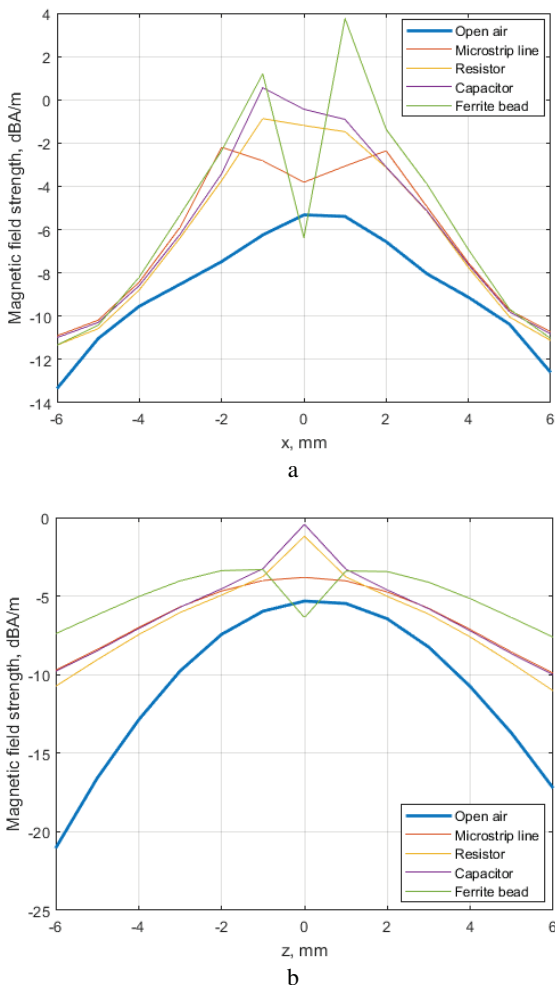 4
2
0
-2
-4
-6
-8
-10
-12
-14
Magnetic field strength, dBA/m
Open air
Microstrip line
Resistor
Capacitor
Ferrite bead
-6 -4 -2 0 2 4 6
x, mm
a
0
-5
-10
-15
-20
-25
Magnetic field strength, dBA/m
Open air
Microstrip line
Resistor
Capacitor
Ferrite bead
-6 -4 -2 0 2 4 6
z, mm
b